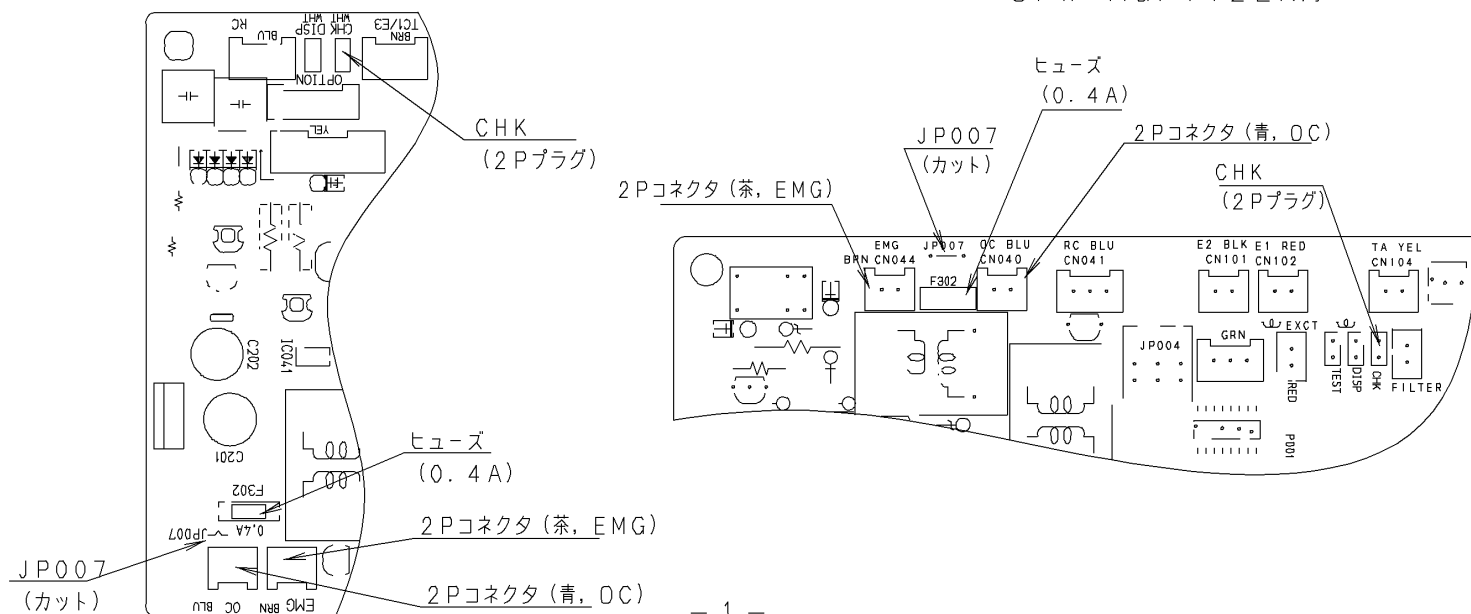 RC
BLU
DISP
WHT
CHK
WHT
TC1/E3
BRN
OPTION
YEL
CHK
(2Pプラグ)
C202
IC041
C201
F302
0.4A
JP007
ヒューズ
(0.4A)
2Pコネクタ(茶, EMG)
JP007
(カット)
BLU
OC
BRN
EMG
2Pコネクタ(青, OC)
ヒューズ
(0.4A)
JP007
(カット)
2Pコネクタ(青, OC)
2Pコネクタ(茶, EMG)
CHK
(2Pプラグ)
EMG
BRN CN044
JP007
OC BLU
CN040
RC BLU
CN041
E2 BLK
CN101
E1 RED
CN102
TA YEL
CN104
F302
EXCT
JP004
GRN
RED
TEST
DISP
CHK
FILTER
PD01
— 1 —